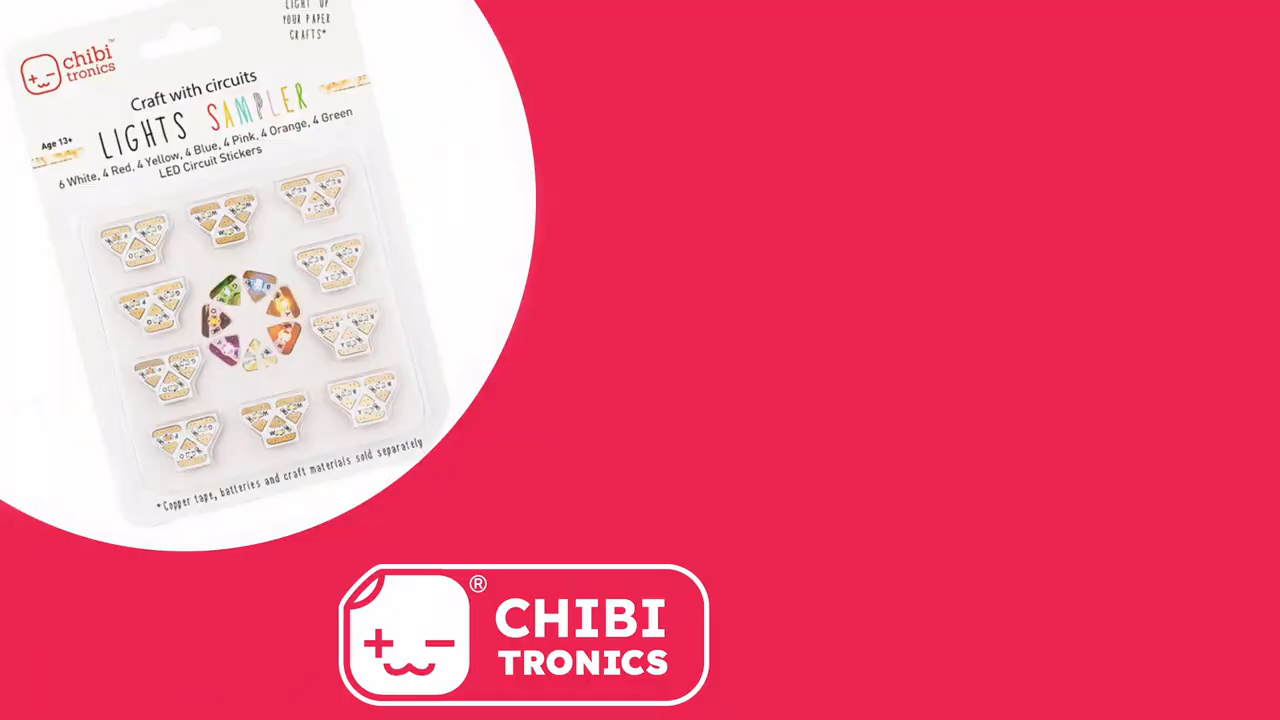 LIGHT UP
YOUR PAPER
CRAFTS*
chibi™
tronics
Craft with circuits
LIGHTS SAMPLER
Age 13+
6 White, 4 Red, 4 Yellow, 4 Blue, 4 Pink, 4 Orange, 4 Green
LED Circuit Stickers
*Copper tape, batteries and craft materials sold separately
®
CHIBI
TRONICS